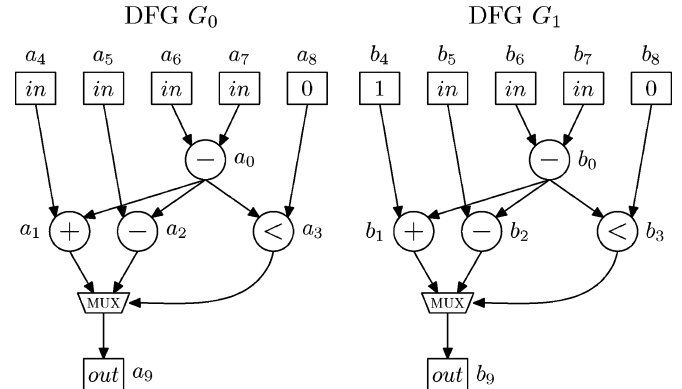 DFG G₀ DFG G₁
a₄ a₅ a₆ a₇ a₈ b₄ b₅ b₆ b₇ b₈
in in in in 0 1 in in in 0
− a₀ − b₀
a₁ + − a₂ < a₃ b₁ + − b₂ < b₃
MUX MUX
out a₉ out b₉